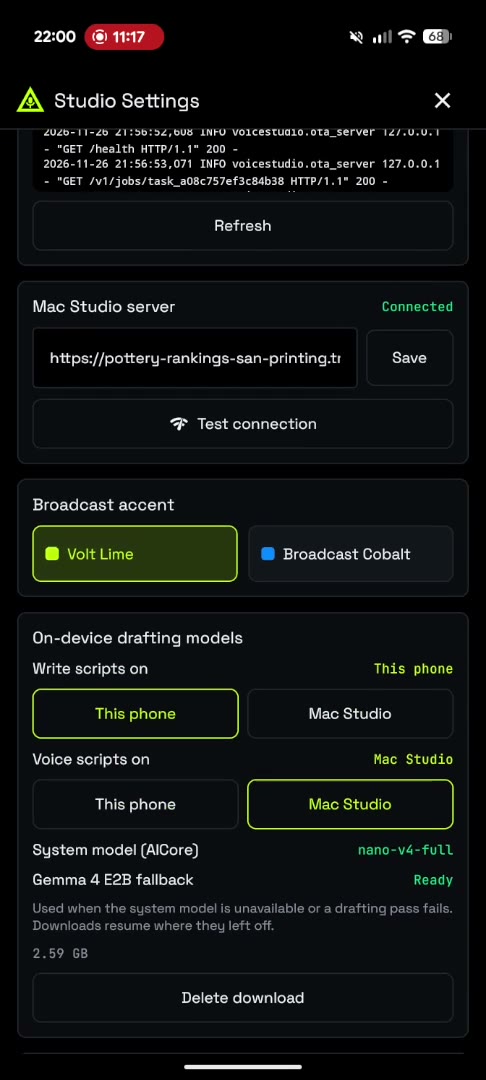 22:00 11:17 68
Studio Settings
2026-11-26 21:56:52,608 INFO voicestudio.ota_server 127.0.0.1
- "GET /health HTTP/1.1" 200 -
2026-11-26 21:56:53,071 INFO voicestudio.ota_server 127.0.0.1
- "GET /v1/jobs/task_a08c757ef3c84b38 HTTP/1.1" 200 -
Refresh
Mac Studio server Connected
https://pottery-rankings-san-printing.tr Save
Test connection
Broadcast accent
Volt Lime Broadcast Cobalt
On-device drafting models
Write scripts on This phone
This phone Mac Studio
Voice scripts on Mac Studio
This phone Mac Studio
System model (AICore) nano-v4-full
Gemma 4 E2B fallback Ready
Used when the system model is unavailable or a drafting pass fails.
Downloads resume where they left off.
2.59 GB
Delete download